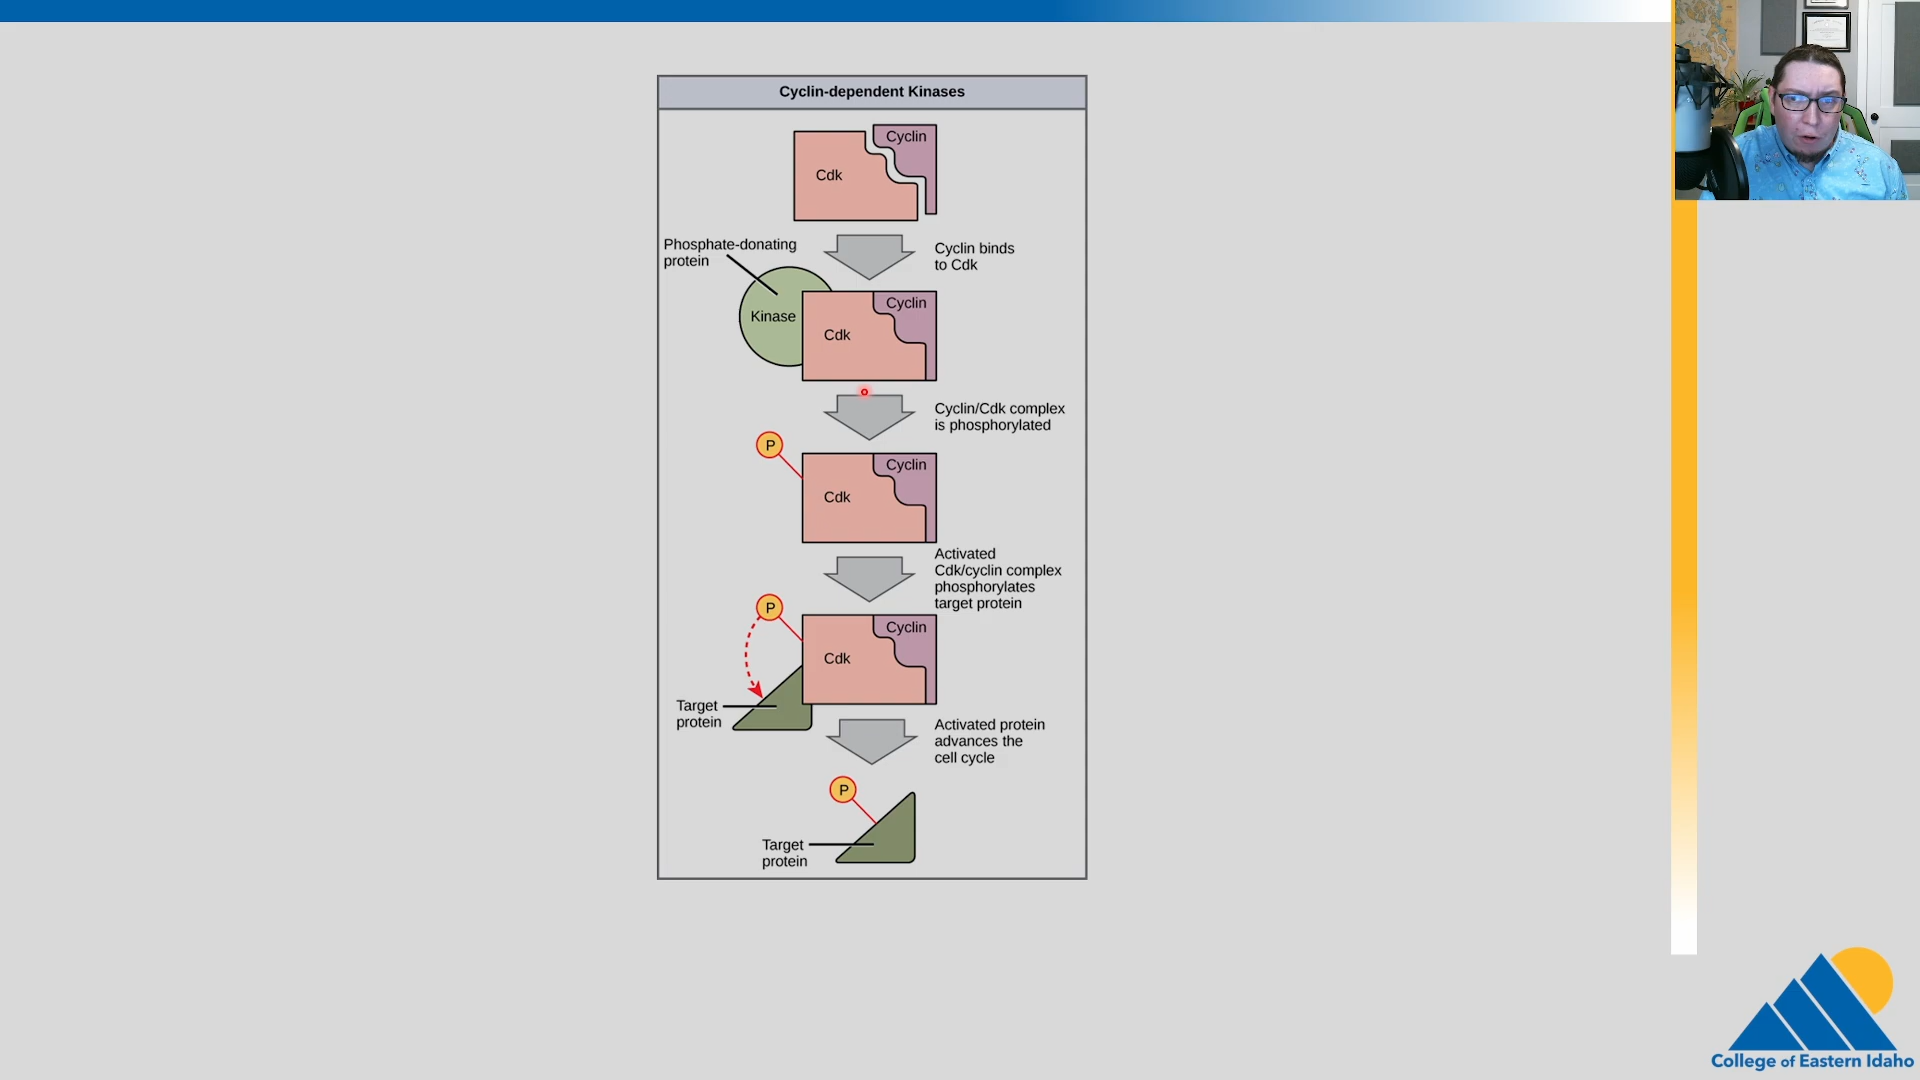 Cyclin-dependent Kinases
Cyclin
Cdk
Phosphate-donating
protein
Cyclin binds
to Cdk
Kinase
Cyclin
Cdk
Cyclin/Cdk complex
is phosphorylated
P
Cyclin
Cdk
Activated
Cdk/cyclin complex
phosphorylates
target protein
P
Cyclin
Cdk
Target
protein
Activated protein
advances the
cell cycle
P
Target
protein
College of Eastern Idaho